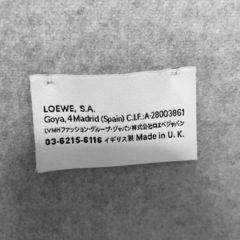 LOEWE, S.A.
Goya, 4 Madrid (Spain) C.I.F.: A-28003861
LVMHファッション・グループ・ジャパン株式会社ロエベジャパン
03-6215-6116 イギリス製 Made in U.K.